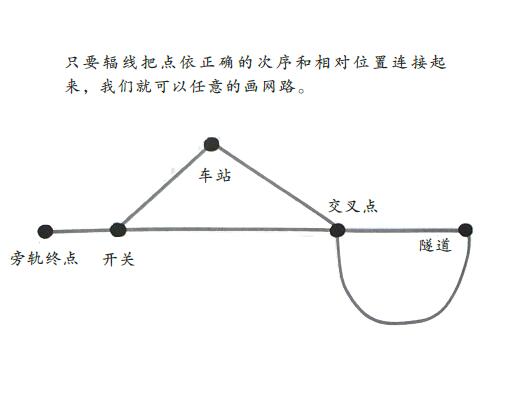 只要辐线把点依正确的次序和相对位置连接起
来，我们就可以任意的画网路。
车站
交叉点
隧道
旁轨终点
开关